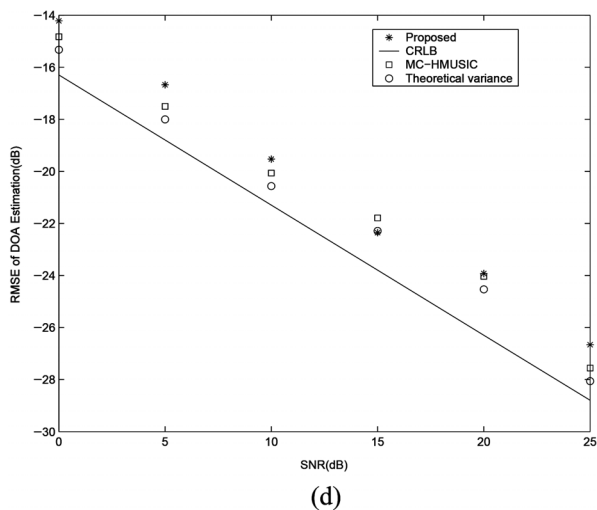 −14
−16
−18
−20
−22
−24
−26
−28
−30
RMSE of DOA Estimation(dB)
Proposed
CRLB
MC−HMUSIC
Theoretical variance
0 5 10 15 20 25
SNR(dB)
(d)